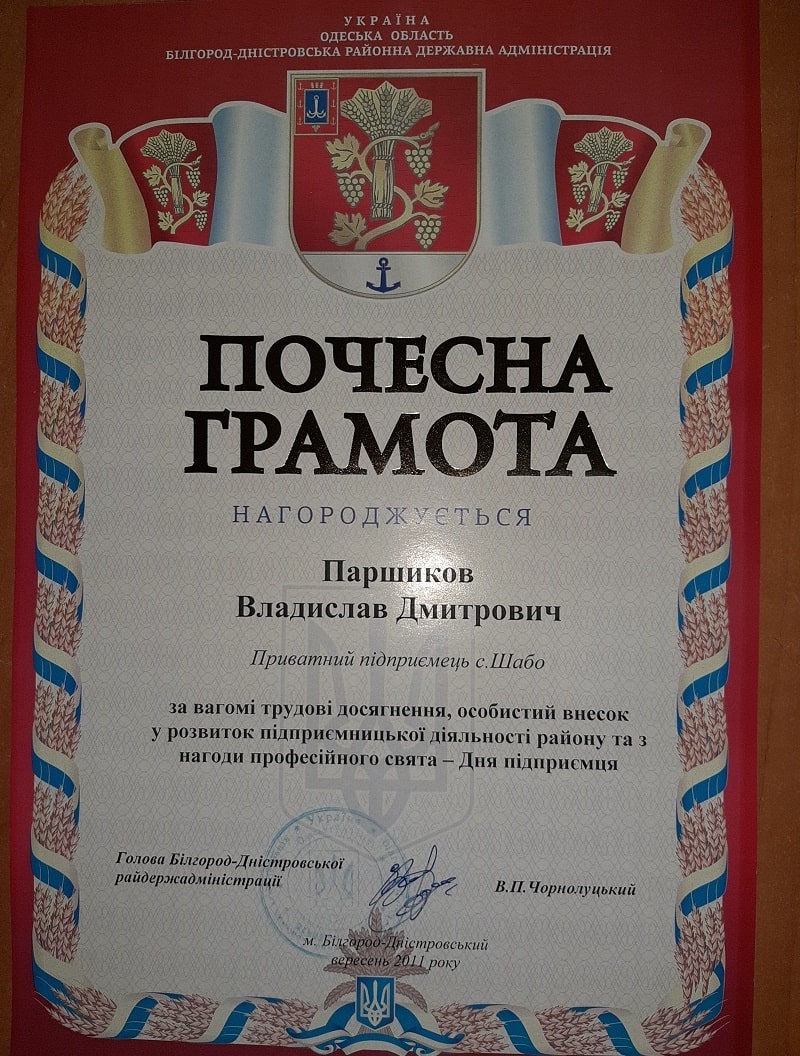 УКРАЇНА
ОДЕСЬКА ОБЛАСТЬ
БІЛГОРОД-ДНІСТРОВСЬКА РАЙОННА ДЕРЖАВНА АДМІНІСТРАЦІЯ
ПОЧЕСНА
ГРАМОТА
НАГОРОДЖУЄТЬСЯ
Паршиков
Владислав Дмитрович
Приватний підприємець с.Шабо
за вагомі трудові досягнення, особистий внесок
у розвиток підприємницької діяльності району та з
нагоди професійного свята – Дня підприємця
Голова Білгород-Дністровської
райдержадміністрації
В.П.Чорнолуцький
Україна
м. Білгород-Дністровський
вересень 2011 року